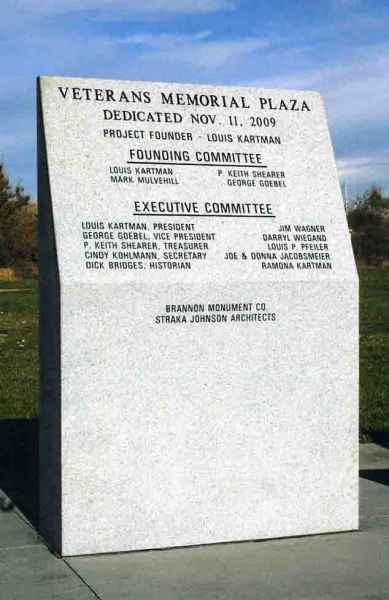 VETERANS MEMORIAL PLAZA
DEDICATED NOV. 11, 2009
PROJECT FOUNDER - LOUIS KARTMAN
FOUNDING COMMITTEE
LOUIS KARTMAN P. KEITH SHEARER
MARK MULVEHILL GEORGE GOEBEL
EXECUTIVE COMMITTEE
LOUIS KARTMAN, PRESIDENT JIM WAGNER
GEORGE GOEBEL, VICE PRESIDENT DARRYL WIEGAND
P. KEITH SHEARER, TREASURER LOUIS P. PFEILER
CINDY KOHLMANN, SECRETARY JOE & DONNA JACOBSMEIER
DICK BRIDGES, HISTORIAN RAMONA KARTMAN
BRANNON MONUMENT CO.
STRAKA JOHNSON ARCHITECTS